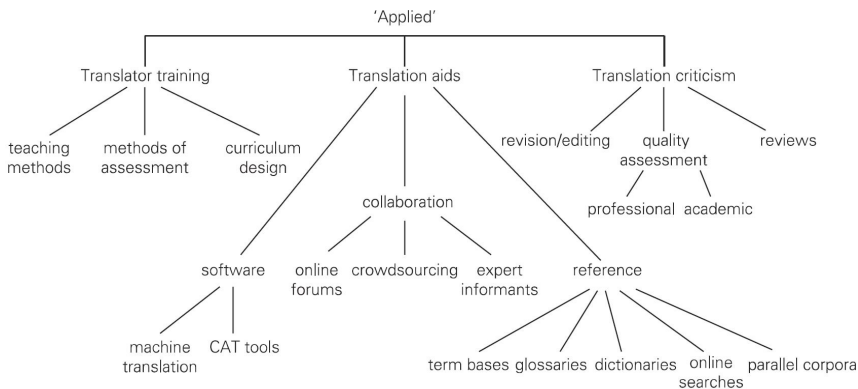 'Applied'
Translator training
Translation aids
Translation criticism
teaching
methods
methods of
assessment
curriculum
design
revision/editing
quality
assessment
reviews
professional
academic
collaboration
software
online
forums
crowdsourcing
expert
informants
reference
machine
translation
CAT tools
term bases
glossaries
dictionaries
online
searches
parallel corpora